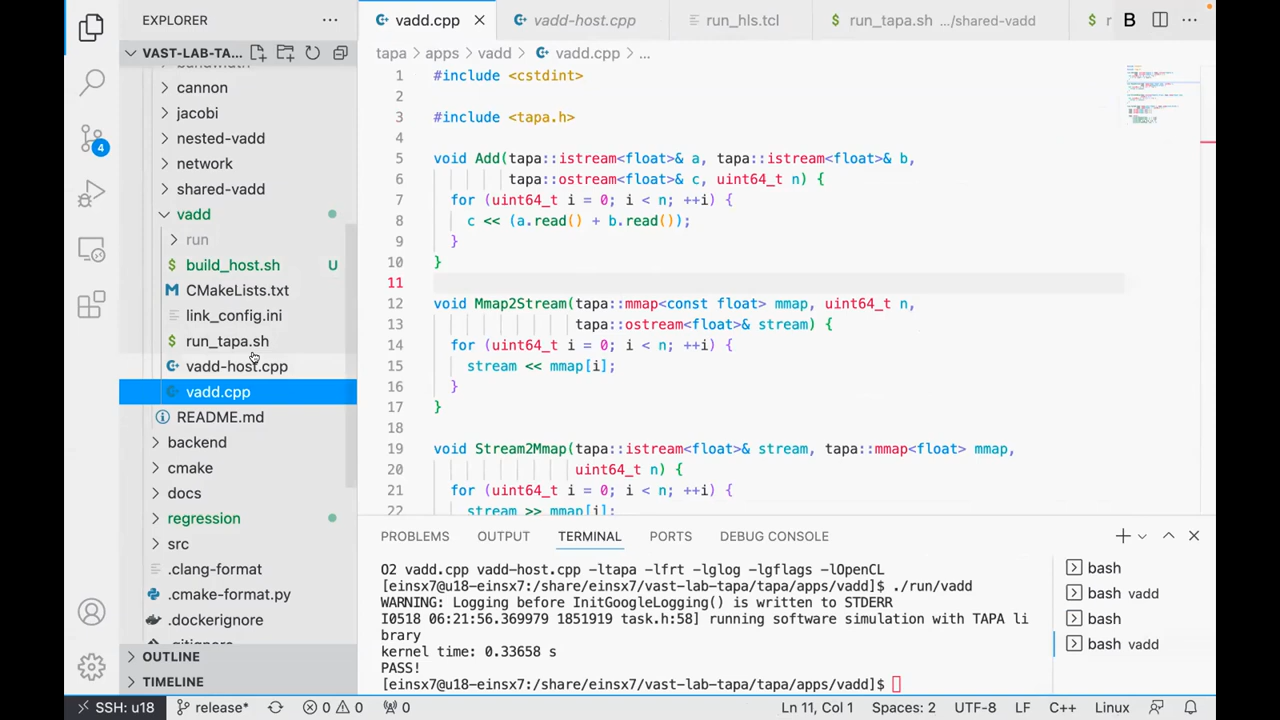 EXPLORER
VAST-LAB-TA...
cannon
jacobi
nested-vadd
network
shared-vadd
vadd
run
build_host.sh U
CMakeLists.txt
link_config.ini
run_tapa.sh
vadd-host.cpp
vadd.cpp
README.md
backend
cmake
docs
regression
src
.clang-format
.cmake-format.py
.dockerignore
OUTLINE
TIMELINE
4
vadd.cpp
vadd-host.cpp
run_hls.tcl
run_tapa.sh .../shared-vadd
r
B
tapa > apps > vadd > vadd.cpp > ...
1 #include <cstdint>
2
3 #include <tapa.h>
4
5 void Add(tapa::istream<float>& a, tapa::istream<float>& b,
6 tapa::ostream<float>& c, uint64_t n) {
7 for (uint64_t i = 0; i < n; ++i) {
8 c << (a.read() + b.read());
9 }
10 }
11
12 void Mmap2Stream(tapa::mmap<const float> mmap, uint64_t n,
13 tapa::ostream<float>& stream) {
14 for (uint64_t i = 0; i < n; ++i) {
15 stream << mmap[i];
16 }
17 }
18
19 void Stream2Mmap(tapa::istream<float>& stream, tapa::mmap<float> mmap,
20 uint64_t n) {
21 for (uint64_t i = 0; i < n; ++i) {
22 stream >> mmap[i];
PROBLEMS OUTPUT TERMINAL PORTS DEBUG CONSOLE
O2 vadd.cpp vadd-host.cpp -ltapa -lfrt -lglog -lgflags -lOpenCL
[einsx7@u18-einsx7:/share/einsx7/vast-lab-tapa/tapa/apps/vadd]$ ./run/vadd
WARNING: Logging before InitGoogleLogging() is written to STDERR
I0518 06:21:56.369979 1851919 task.h:58] running software simulation with TAPA li
brary
kernel time: 0.33658 s
PASS!
[einsx7@u18-einsx7:/share/einsx7/vast-lab-tapa/tapa/apps/vadd]$
bash
bash vadd
bash
bash vadd
SSH: u18 release* 0 0 0 Ln 11, Col 1 Spaces: 2 UTF-8 LF C++ Linux